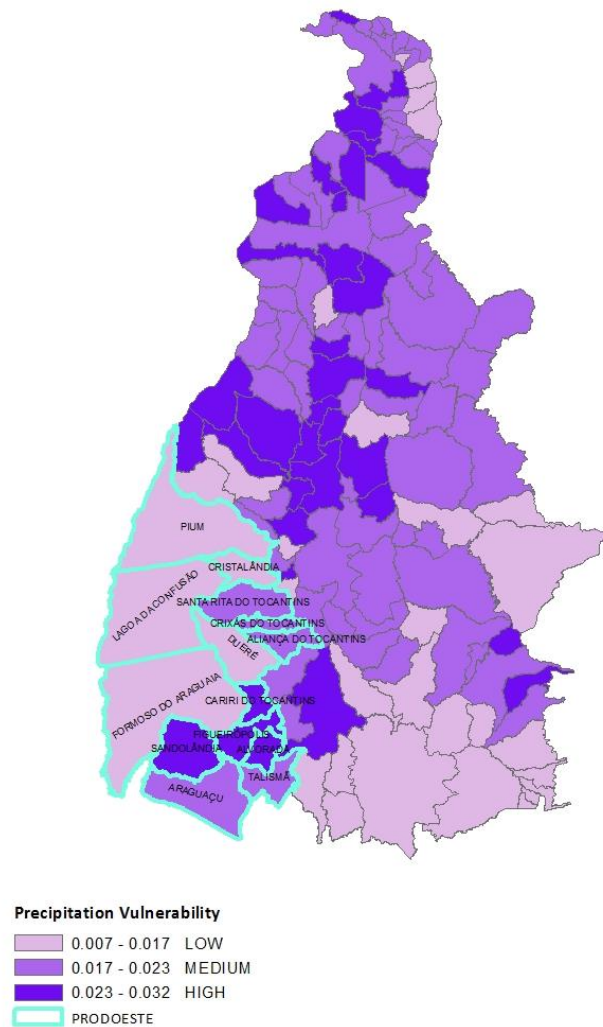 PIUM
CRISTALÂNDIA
LAGOA DA CONFUSÃO
SANTA RITA DO TOCANTINS
CRIXÁS DO TOCANTINS
ALIANÇA DO TOCANTINS
DUERÉ
FORMOSO DO ARAGUAIA
CARIRI DO TOCANTINS
FIGUEIRÓPOLIS
SANDOLÂNDIA
ALVORADA
TALISMÃ
ARAGUAÇU
Precipitation Vulnerability
0.007 - 0.017 LOW
0.017 - 0.023 MEDIUM
0.023 - 0.032 HIGH
PRODOESTE